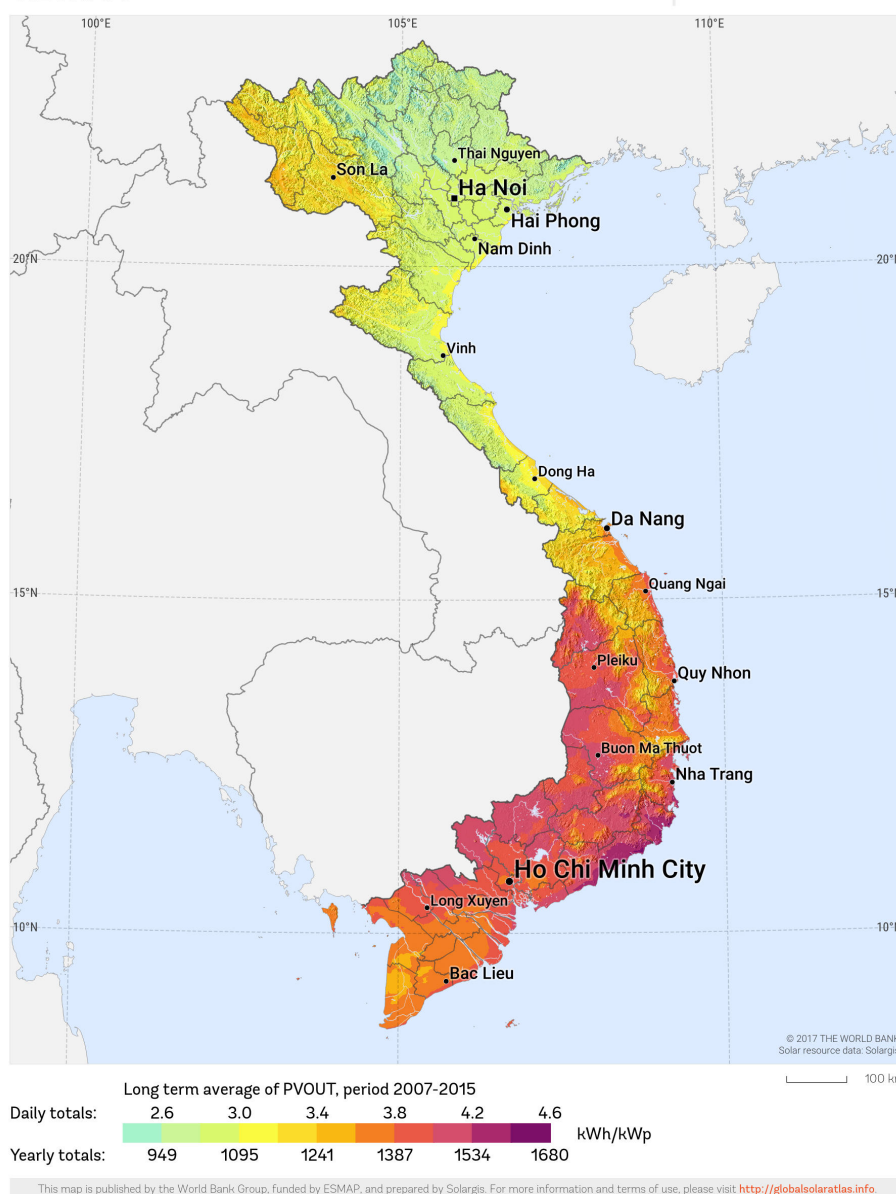 100°E 105°E 110°E
Thai Nguyen
Son La
Ha Noi
Hai Phong
Nam Dinh
20°N 20°
Vinh
Dong Ha
Da Nang
Quang Ngai
15°N 15°
Pleiku
Quy Nhon
Buon Ma Thuot
Nha Trang
Ho Chi Minh City
Long Xuyen
10°N 10°
Bac Lieu
© 2017 THE WORLD BANK
Solar resource data: Solargis
100 k
Long term average of PVOUT, period 2007-2015
Daily totals: 2.6 3.0 3.4 3.8 4.2 4.6
kWh/kWp
Yearly totals: 949 1095 1241 1387 1534 1680
This map is published by the World Bank Group, funded by ESMAP, and prepared by Solargis. For more information and terms of use, please visit http://globalsolaratlas.info.